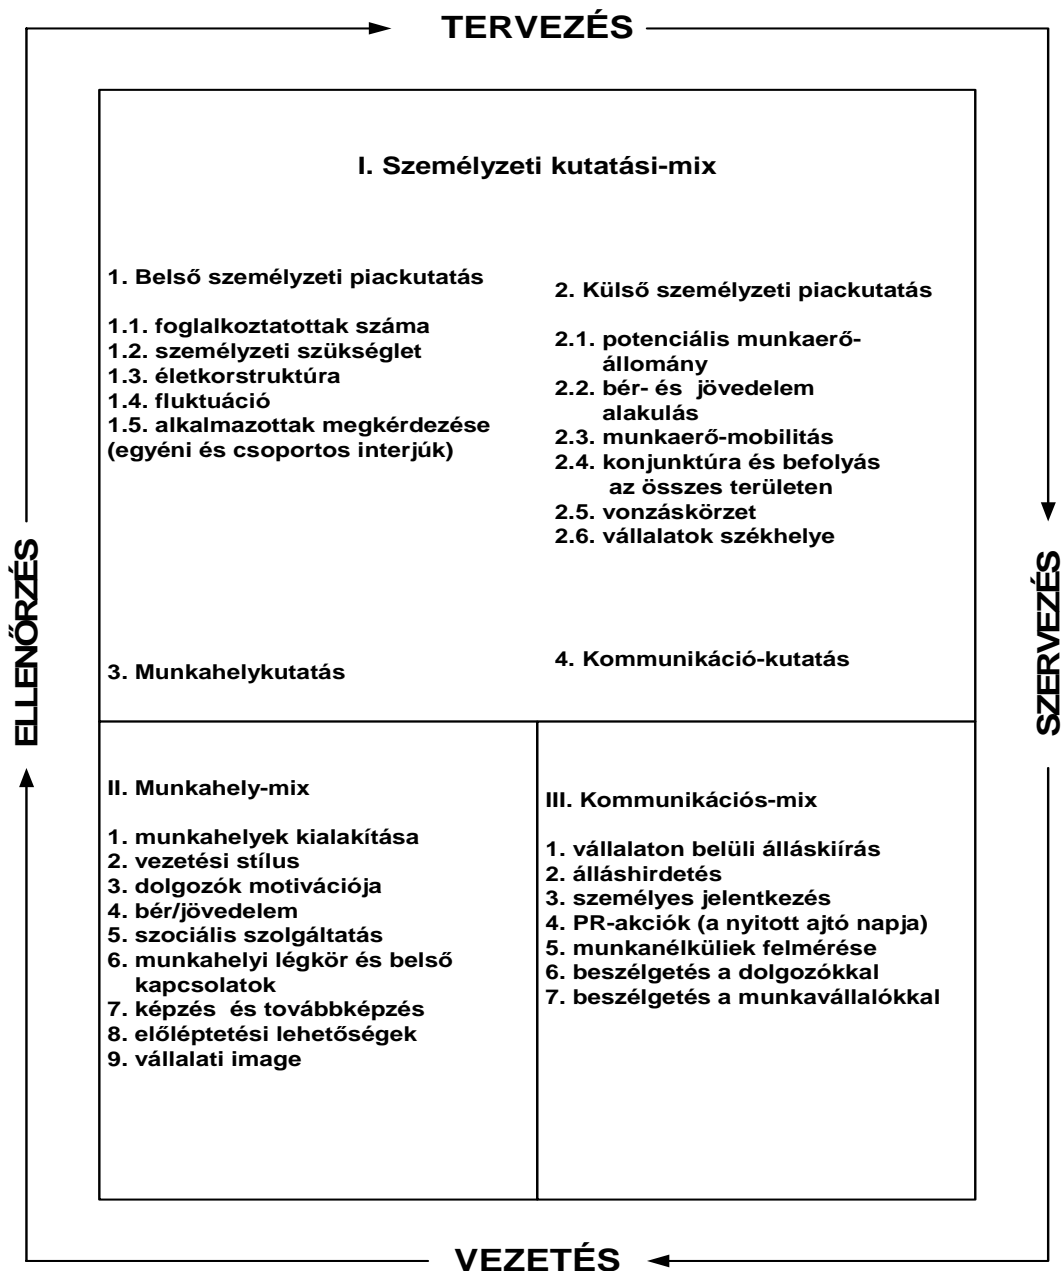 TERVEZÉS
I. Személyzeti kutatási-mix
1. Belső személyzeti piackutatás
1.1. foglalkoztatottak száma
1.2. személyzeti szükséglet
1.3. életkorstruktúra
1.4. fluktuáció
1.5. alkalmazottak megkérdezése
(egyéni és csoportos interjúk)
2. Külső személyzeti piackutatás
2.1. potenciális munkaerő-
állomány
2.2. bér- és jövedelem
alakulás
2.3. munkaerő-mobilitás
2.4. konjunktúra és befolyás
az összes területen
2.5. vonzáskörzet
2.6. vállalatok székhelye
3. Munkahelykutatás
4. Kommunikáció-kutatás
ELLENŐRZÉS
SZERVEZÉS
II. Munkahely-mix
1. munkahelyek kialakítása
2. vezetési stílus
3. dolgozók motivációja
4. bér/jövedelem
5. szociális szolgáltatás
6. munkahelyi légkör és belső
kapcsolatok
7. képzés és továbbképzés
8. előléptetési lehetőségek
9. vállalati image
III. Kommunikációs-mix
1. vállalaton belüli álláskiírás
2. álláshirdetés
3. személyes jelentkezés
4. PR-akciók (a nyitott ajtó napja)
5. munkanélküliek felmérése
6. beszélgetés a dolgozókkal
7. beszélgetés a munkavállalókkal
VEZETÉS